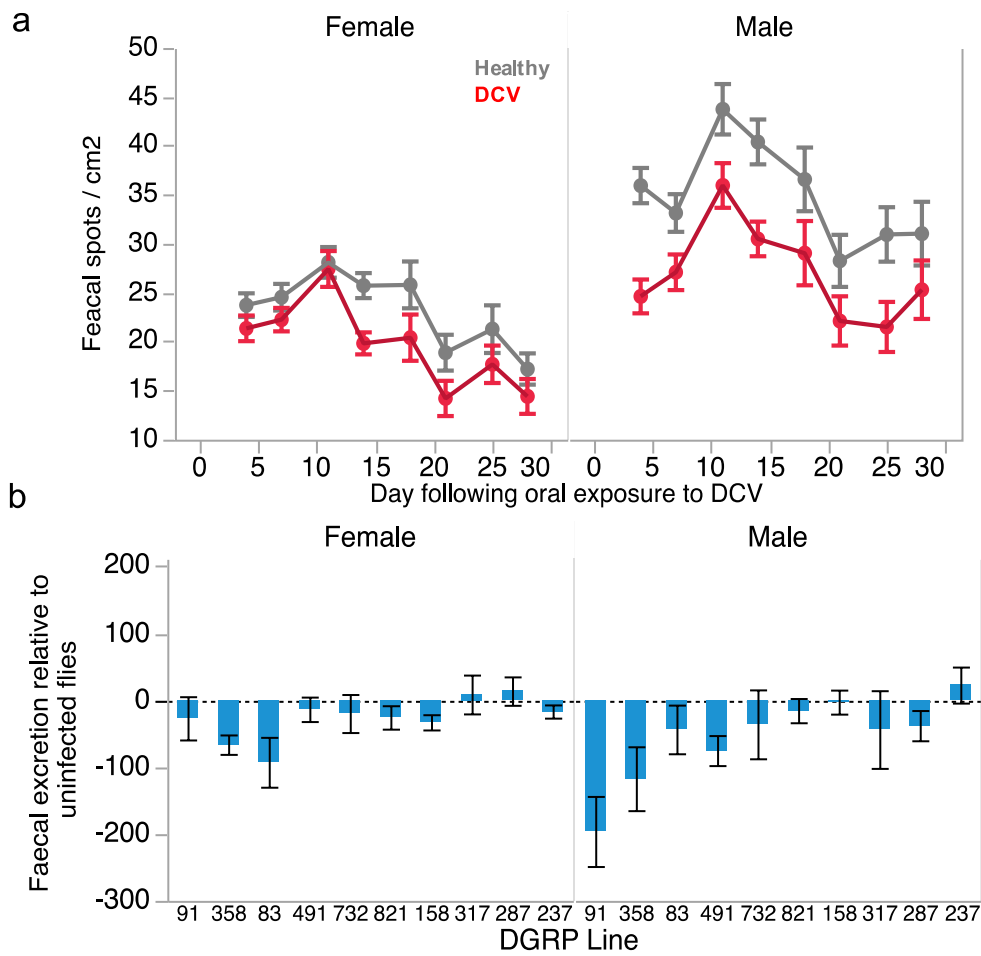 a
Female
Male
Feacal spots / cm2
50
45
40
35
30
25
20
15
10
Healthy
DCV
0 5 10 15 20 25 30
0 5 10 15 20 25 30
Day following oral exposure to DCV
b
Female
Male
Faecal excretion relative to
uninfected flies
200
100
0
-100
-200
-300
91 358 83 491 732 821 158 317 287 237
91 358 83 491 732 821 158 317 287 237
DGRP Line